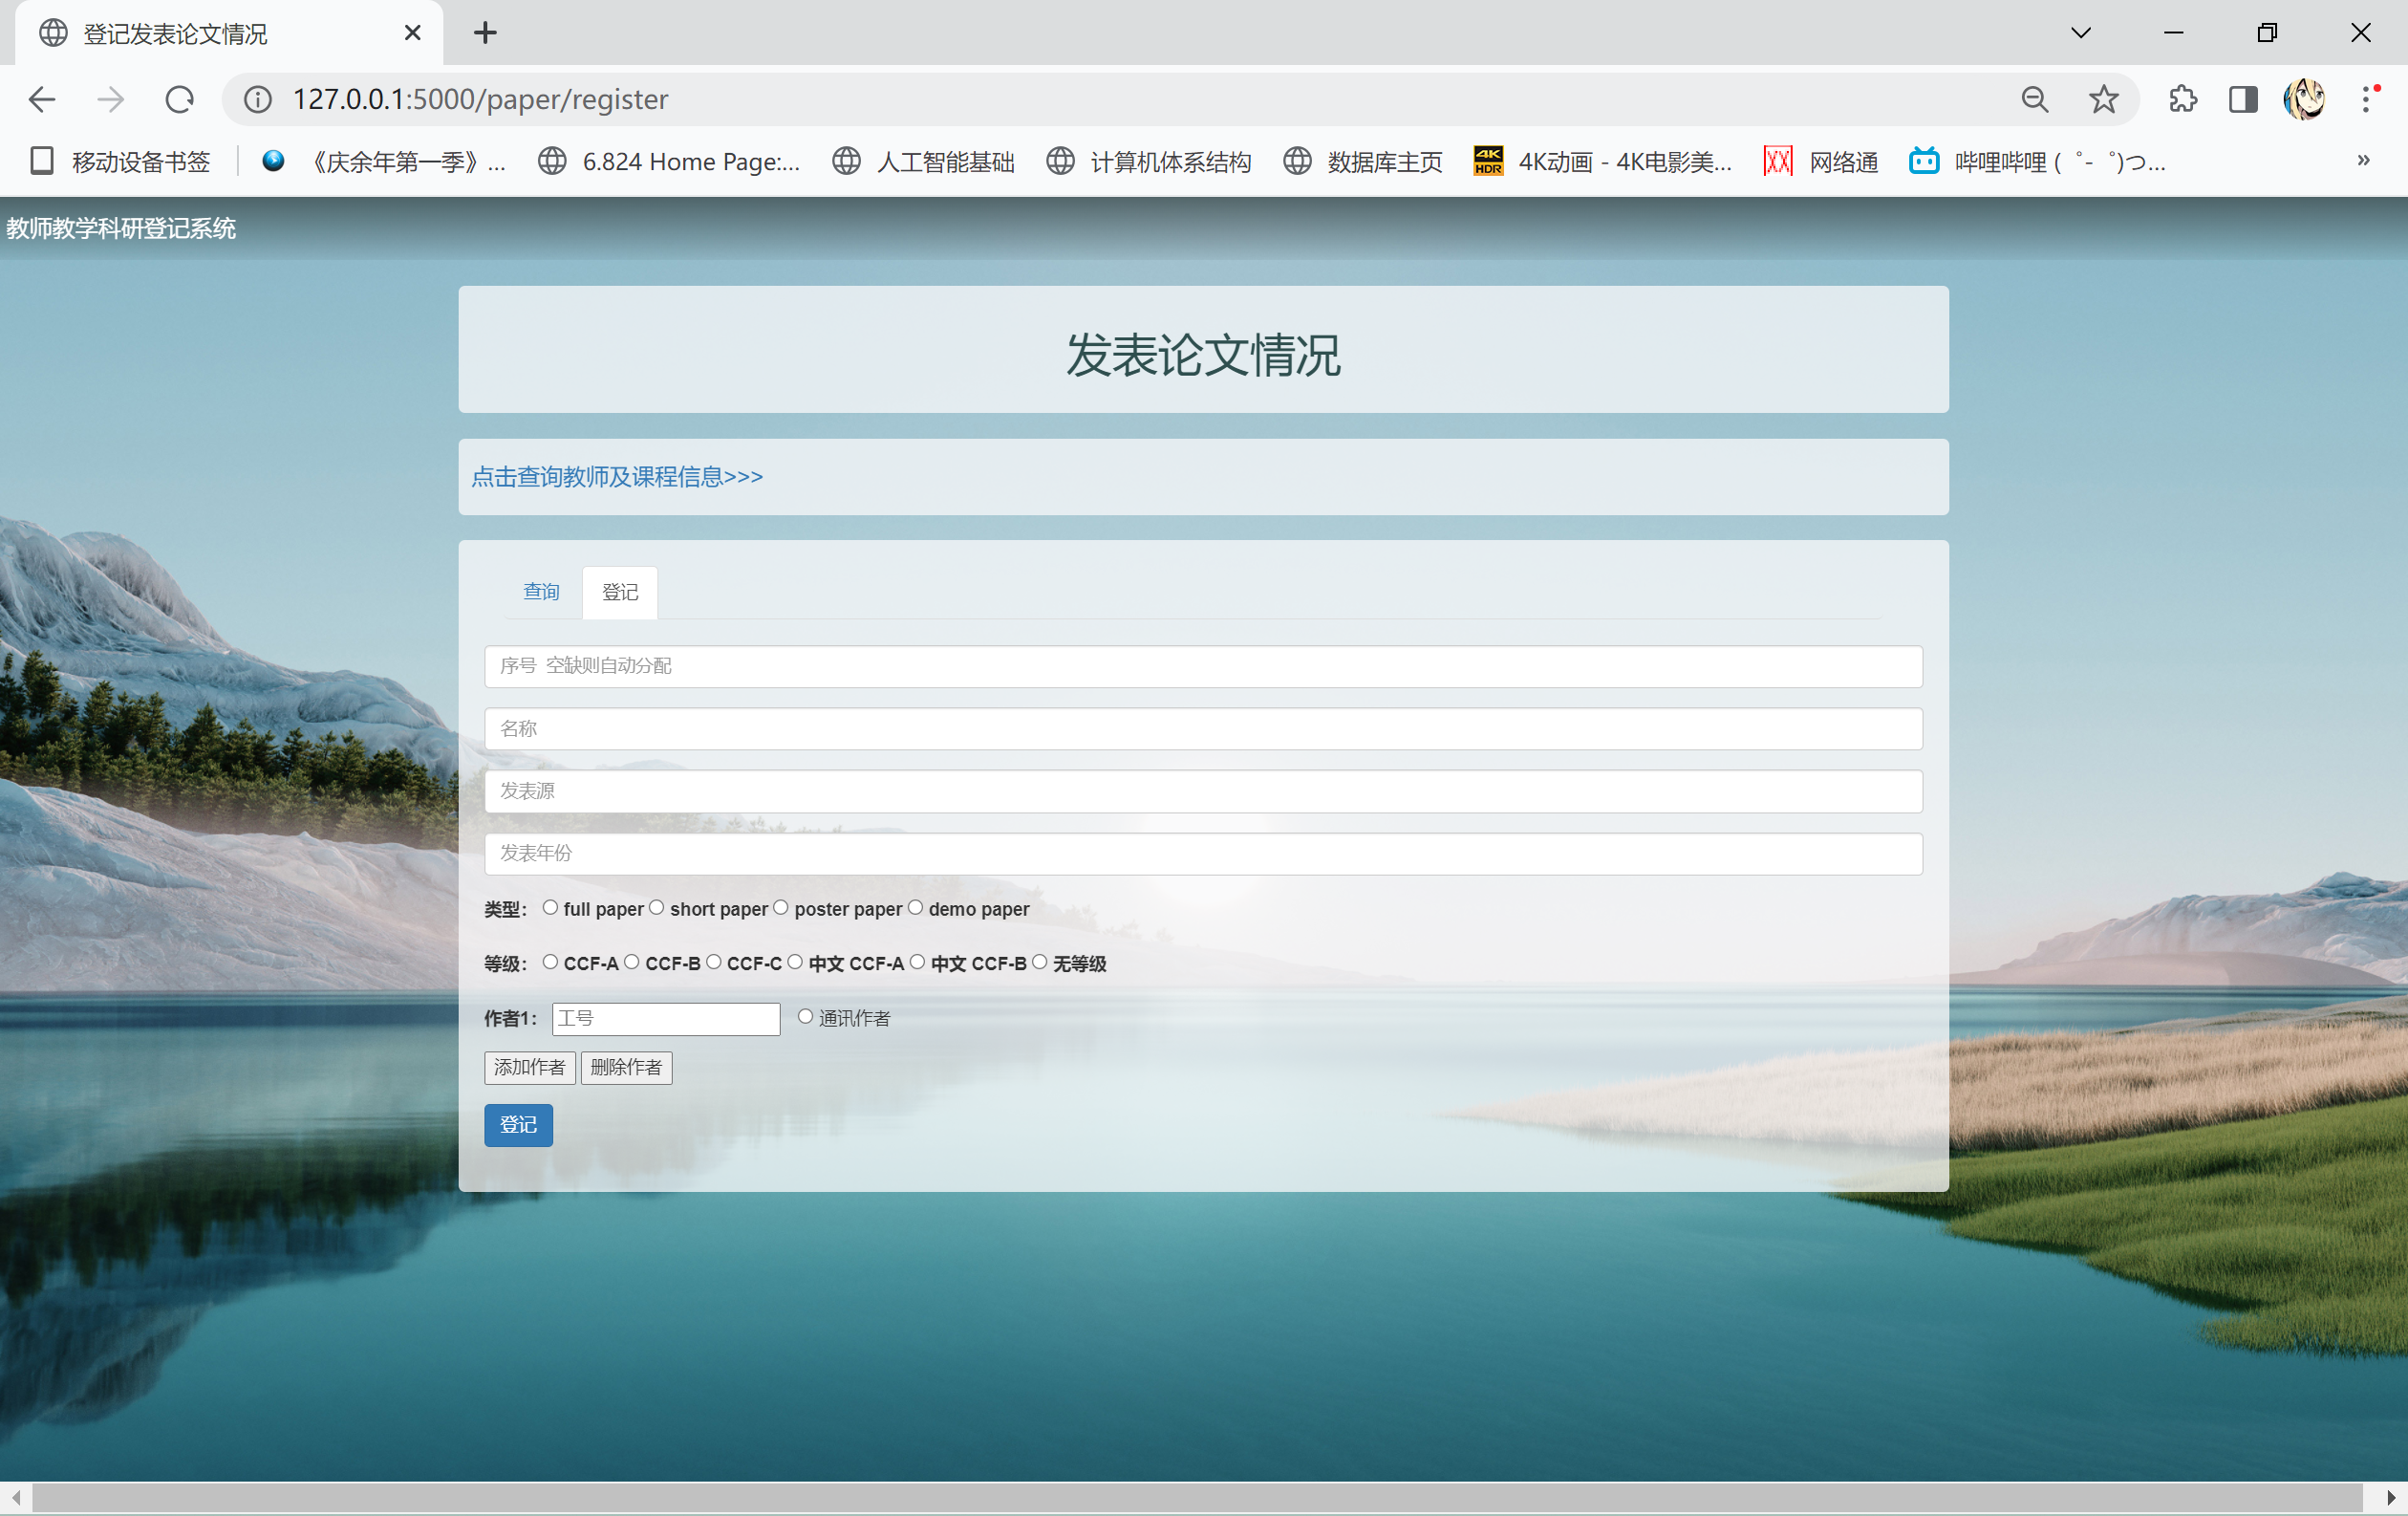 登记发表论文情况
127.0.0.1:5000/paper/register
移动设备书签 《庆余年第一季》... 6.824 Home Page:... 人工智能基础 计算机体系结构 数据库主页 4K动画 - 4K电影美... 网络通 哔哩哔哩 ( ゜- ゜)つ... »
教师教学科研登记系统
发表论文情况
点击查询教师及课程信息>>>
查询 登记
序号 空缺则自动分配
名称
发表源
发表年份
类型： full paper short paper poster paper demo paper
等级： CCF-A CCF-B CCF-C 中文 CCF-A 中文 CCF-B 无等级
作者1： 工号 通讯作者
添加作者 删除作者
登记